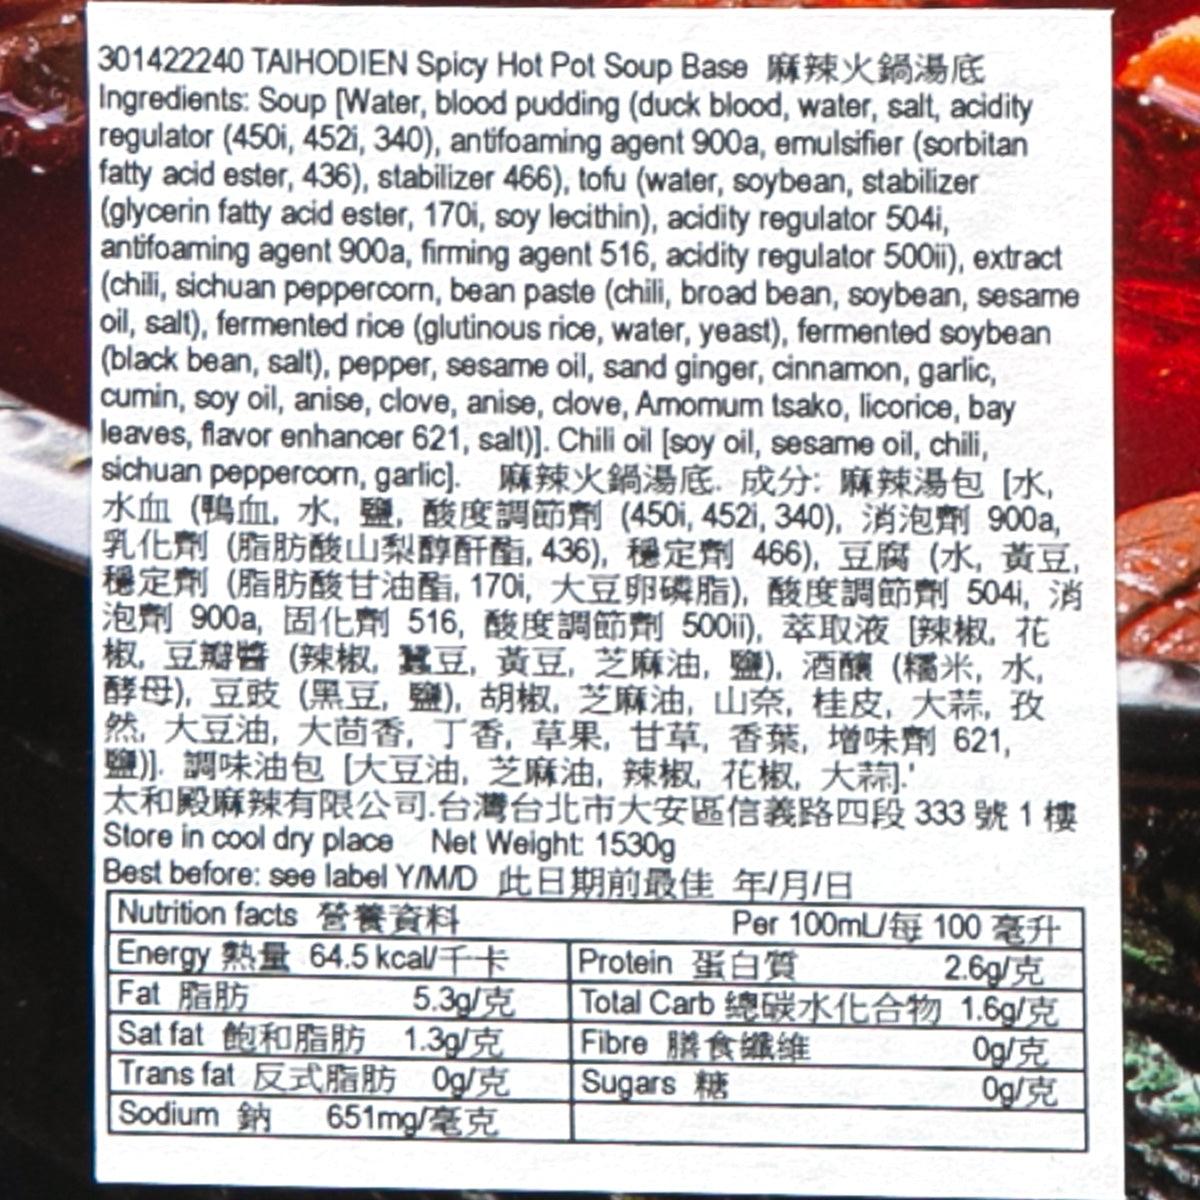 301422240 TAIHODIEN Spicy Hot Pot Soup Base 麻辣火鍋湯底
Ingredients: Soup [Water, blood pudding (duck blood, water, salt, acidity
regulator (450i, 452i, 340), antifoaming agent 900a, emulsifier (sorbitan
fatty acid ester, 436), stabilizer 466), tofu (water, soybean, stabilizer
(glycerin fatty acid ester, 170i, soy lecithin), acidity regulator 504i,
antifoaming agent 900a, firming agent 516, acidity regulator 500ii), extract
(chili, sichuan peppercorn, bean paste (chili, broad bean, soybean, sesame
oil, salt), fermented rice (glutinous rice, water, yeast), fermented soybean
(black bean, salt), pepper, sesame oil, sand ginger, cinnamon, garlic,
cumin, soy oil, anise, clove, anise, clove, Amomum tsako, licorice, bay
leaves, flavor enhancer 621, salt)]. Chili oil [soy oil, sesame oil, chili,
sichuan peppercorn, garlic]. 麻辣火鍋湯底. 成分: 麻辣湯包 [水,
水血 (鴨血, 水, 鹽, 酸度調節劑 (450i, 452i, 340), 消泡劑 900a,
乳化劑 (脂肪酸山梨醇酐酯, 436), 穩定劑 466), 豆腐 (水, 黃豆,
穩定劑 (脂肪酸甘油酯, 170i, 大豆卵磷脂), 酸度調節劑 504i, 消
泡劑 900a, 固化劑 516, 酸度調節劑 500ii), 萃取液 [辣椒, 花
椒, 豆瓣醬 (辣椒, 蠶豆, 黃豆, 芝麻油, 鹽), 酒釀 (糯米, 水,
酵母), 豆豉 (黑豆, 鹽), 胡椒, 芝麻油, 山奈, 桂皮, 大蒜, 孜
然, 大豆油, 大茴香, 丁香, 草果, 甘草, 香葉, 增味劑 621,
鹽)]. 調味油包 [大豆油, 芝麻油, 辣椒, 花椒, 大蒜].'
太和殿麻辣有限公司.台灣台北市大安區信義路四段 333 號 1 樓
Store in cool dry place Net Weight: 1530g
Best before: see label Y/M/D 此日期前最佳 年/月/日
Nutrition facts 營養資料 Per 100mL/每 100 毫升
Energy 熱量 64.5 kcal/千卡 Protein 蛋白質 2.6g/克
Fat 脂肪 5.3g/克 Total Carb 總碳水化合物 1.6g/克
Sat fat 飽和脂肪 1.3g/克 Fibre 膳食纖維 0g/克
Trans fat 反式脂肪 0g/克 Sugars 糖 0g/克
Sodium 鈉 651mg/毫克